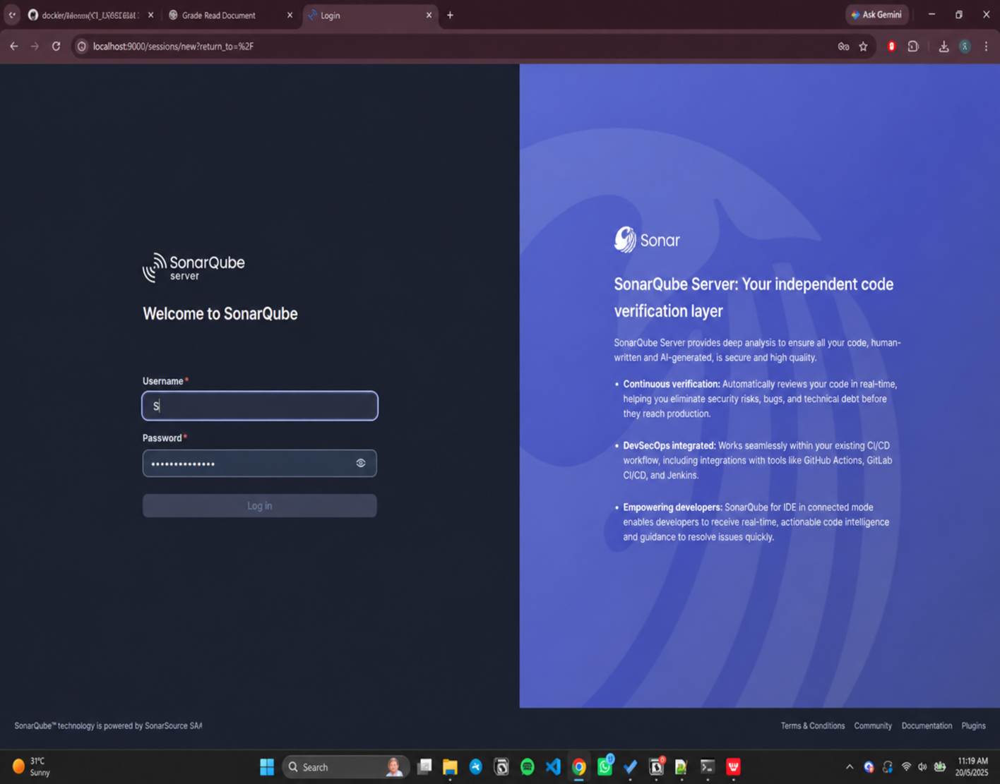 Grade Read Document
Login
Ask Gemini
localhost:9000/sessions/new?return_to=%2F
SonarQube
server
Welcome to SonarQube
Username*
S
Password*
Log in
Sonar
SonarQube Server: Your independent code
verification layer
SonarQube Server provides deep analysis to ensure all your code, human-
written and AI-generated, is secure and high quality.
• Continuous verification: Automatically reviews your code in real-time,
helping you eliminate security risks, bugs, and technical debt before
they reach production.
• DevSecOps integrated: Works seamlessly within your existing CI/CD
workflow, including integrations with tools like GitHub Actions, GitLab
CI/CD, and Jenkins.
• Empowering developers: SonarQube for IDE in connected mode
enables developers to receive real-time, actionable code intelligence
and guidance to resolve issues quickly.
SonarQube™ technology is powered by SonarSource
Terms & Conditions Community Documentation Plugins
31°C
Sunny
Search
11:19 AM
20/5/2025